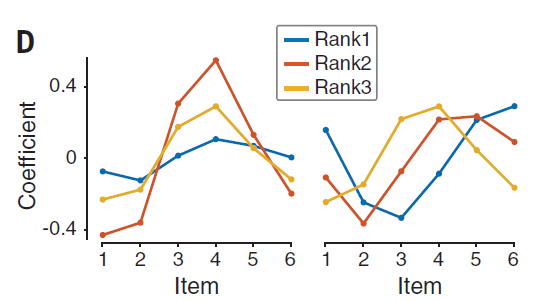 D
Rank1
Rank2
Rank3
Coefficient
0.4
0
-0.4
1 2 3 4 5 6
Item
1 2 3 4 5 6
Item